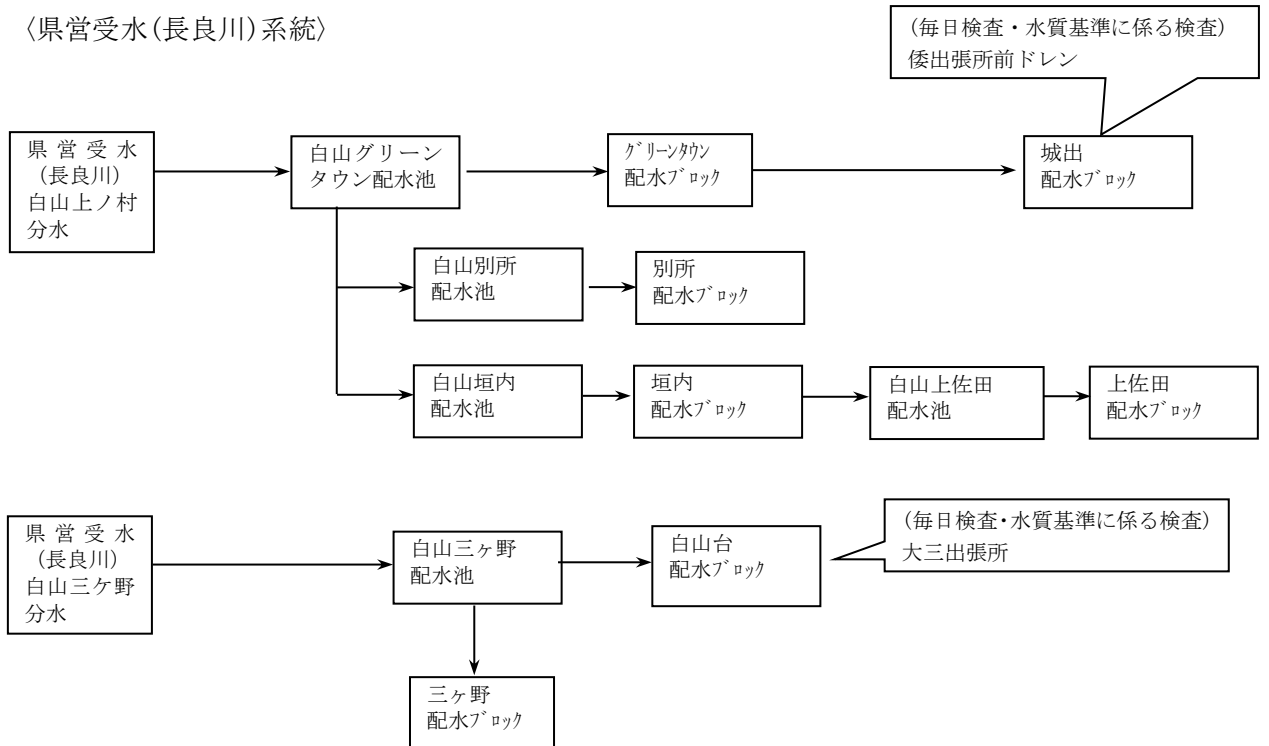 〈県営受水(長良川)系統〉
(毎日検査・水質基準に係る検査)
倭出張所前ドレン
県営受水
(長良川)
白山上ノ村
分水
白山グリーン
タウン配水池
ｸﾞﾘｰﾝﾀｳﾝ
配水ﾌﾞﾛｯｸ
城出
配水ﾌﾞﾛｯｸ
白山別所
配水池
別所
配水ﾌﾞﾛｯｸ
白山垣内
配水池
垣内
配水ﾌﾞﾛｯｸ
白山上佐田
配水池
上佐田
配水ﾌﾞﾛｯｸ
県営受水
(長良川)
白山三ケ野
分水
白山三ヶ野
配水池
白山台
配水ﾌﾞﾛｯｸ
(毎日検査・水質基準に係る検査)
大三出張所
三ヶ野
配水ﾌﾞﾛｯｸ